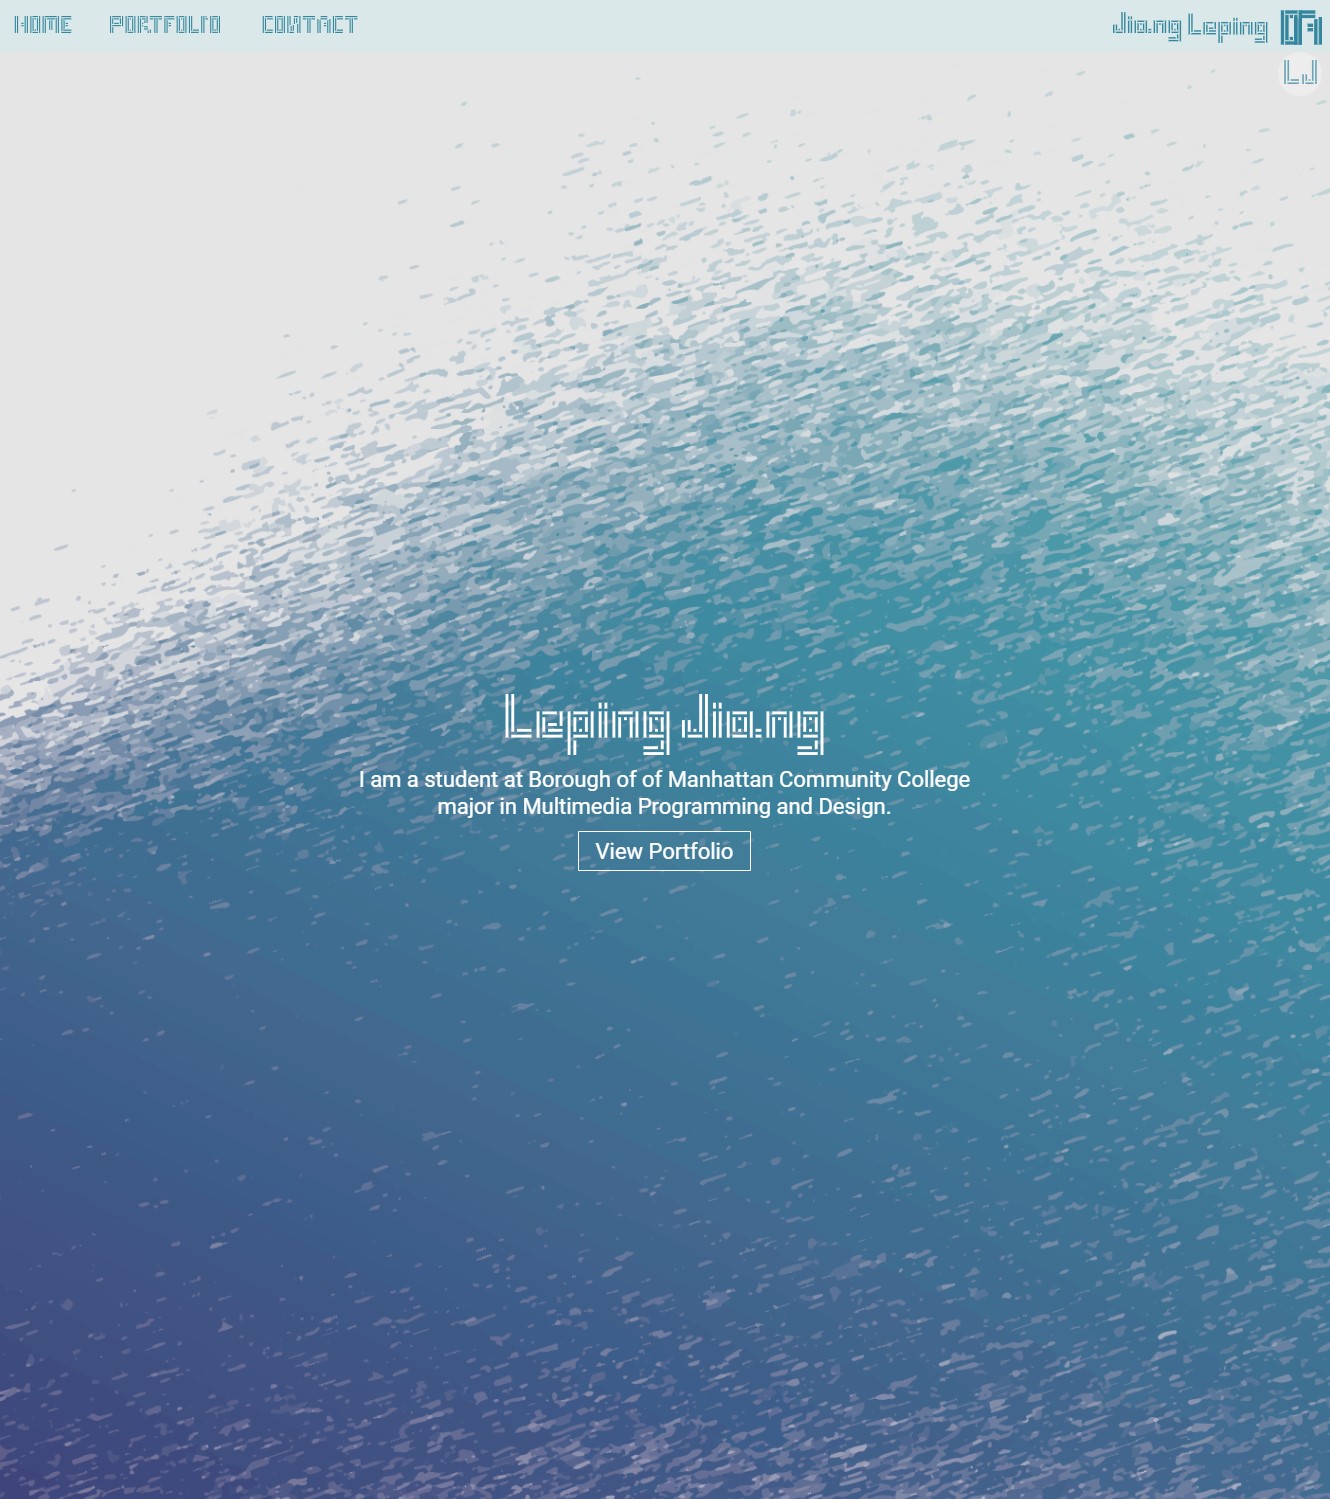 HOME PORTFOLIO CONTACT Jiang Leping
LJ
Leping Jiang
I am a student at Borough of of Manhattan Community College
major in Multimedia Programming and Design.
View Portfolio